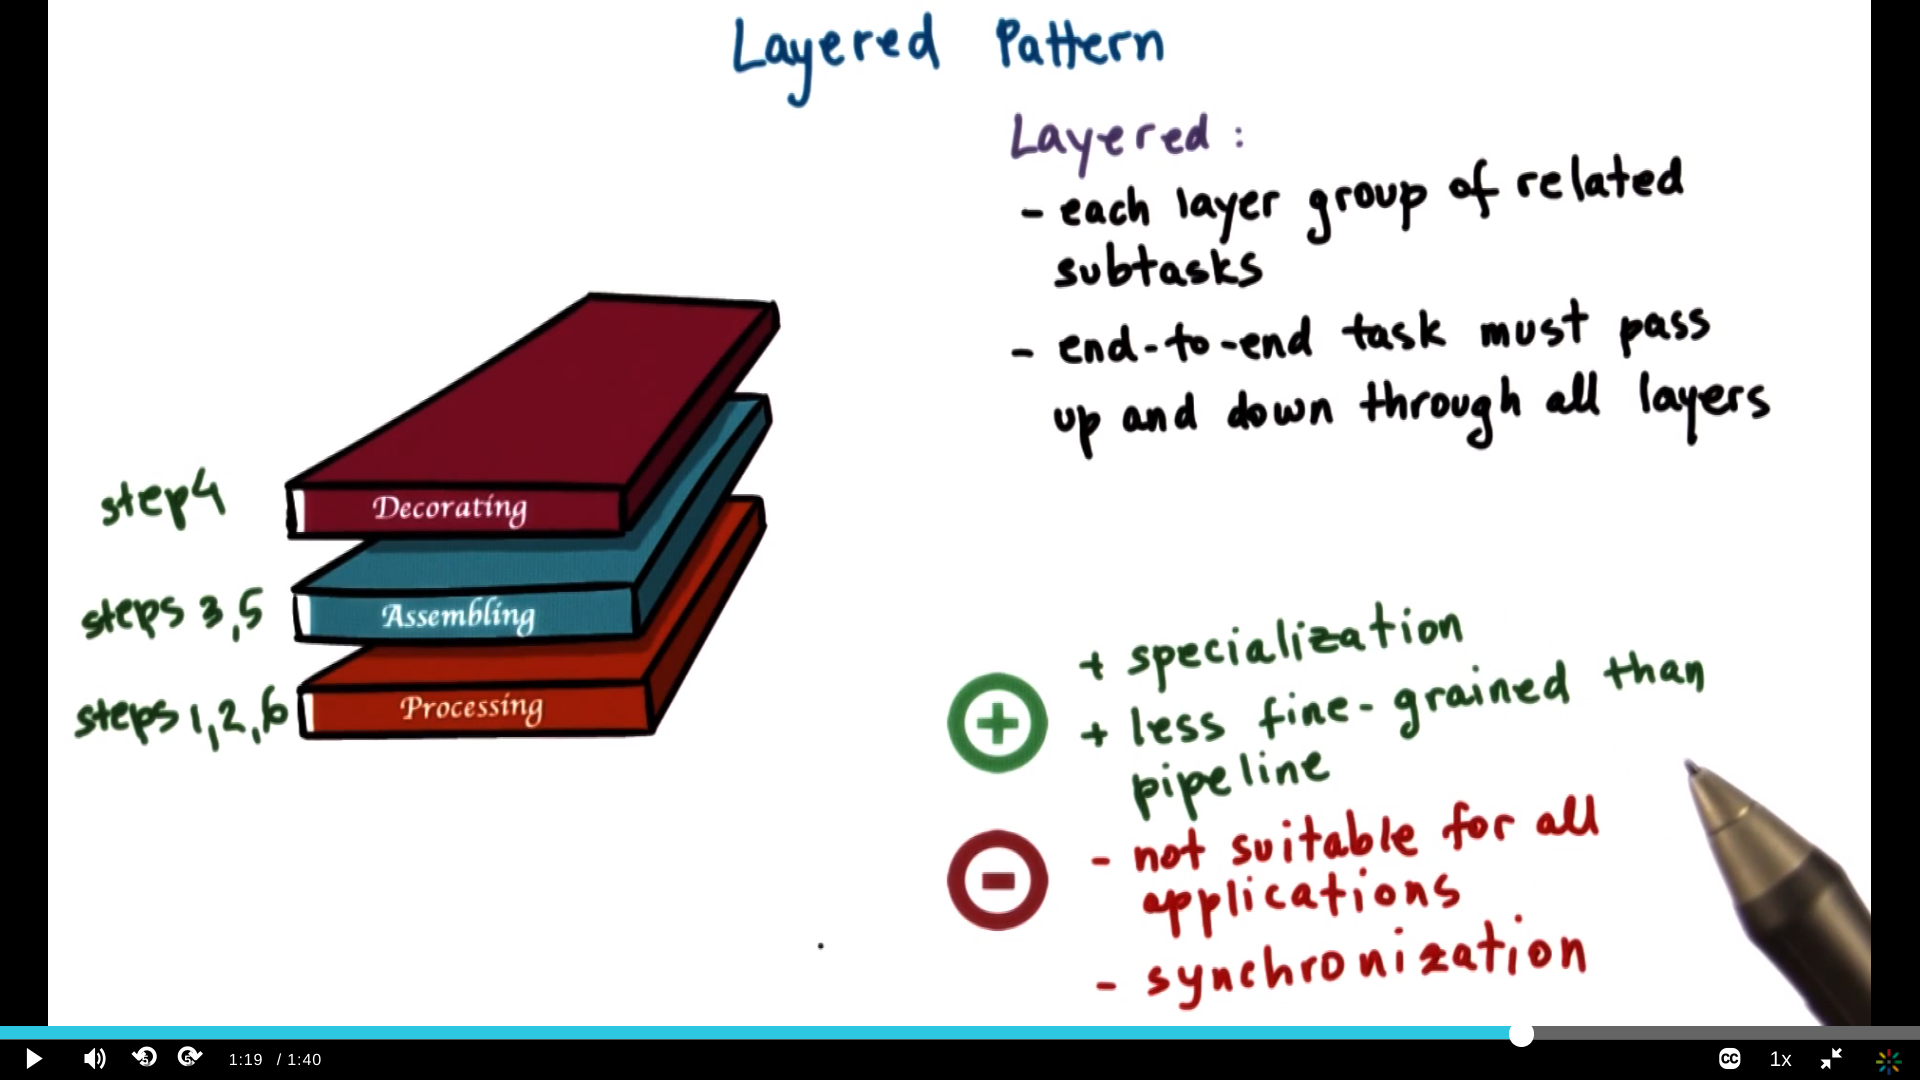 Layered Pattern
Layered:
- each layer group of related
subtasks
- end-to-end task must pass
up and down through all layers
step4
Decorating
steps 3,5
Assembling
steps 1,2,6
Processing
+ specialization
+ less fine-grained than
pipeline
- not suitable for all
applications
- synchronization
5
5
1:19 / 1:40
CC
1x